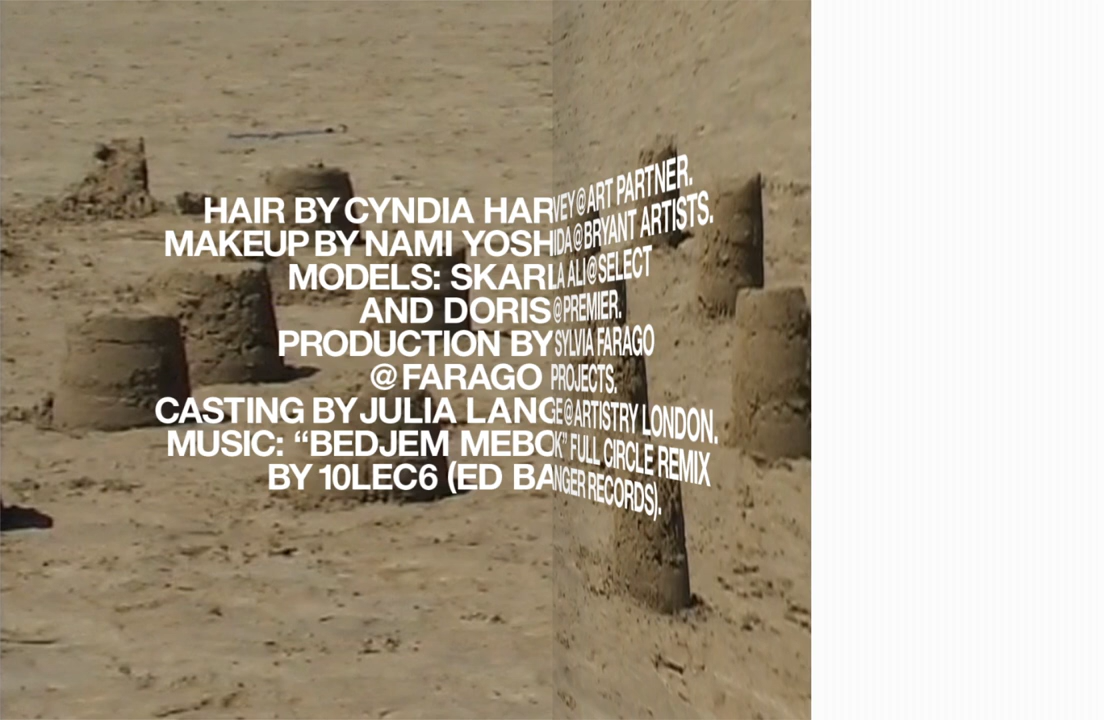 HAIR BY CYNDIA HARVEY @ ART PARTNER.
MAKEUP BY NAMI YOSHIDA @ BRYANT ARTISTS.
MODELS: SKARLA ALI @ SELECT
AND DORIS @ PREMIER.
PRODUCTION BY SYLVIA FARAGO
@ FARAGO PROJECTS.
CASTING BY JULIA LANGE @ ARTISTRY LONDON.
MUSIC: “BEDJEM MEBOK” FULL CIRCLE REMIX
BY 10LEC6 (ED BANGER RECORDS).